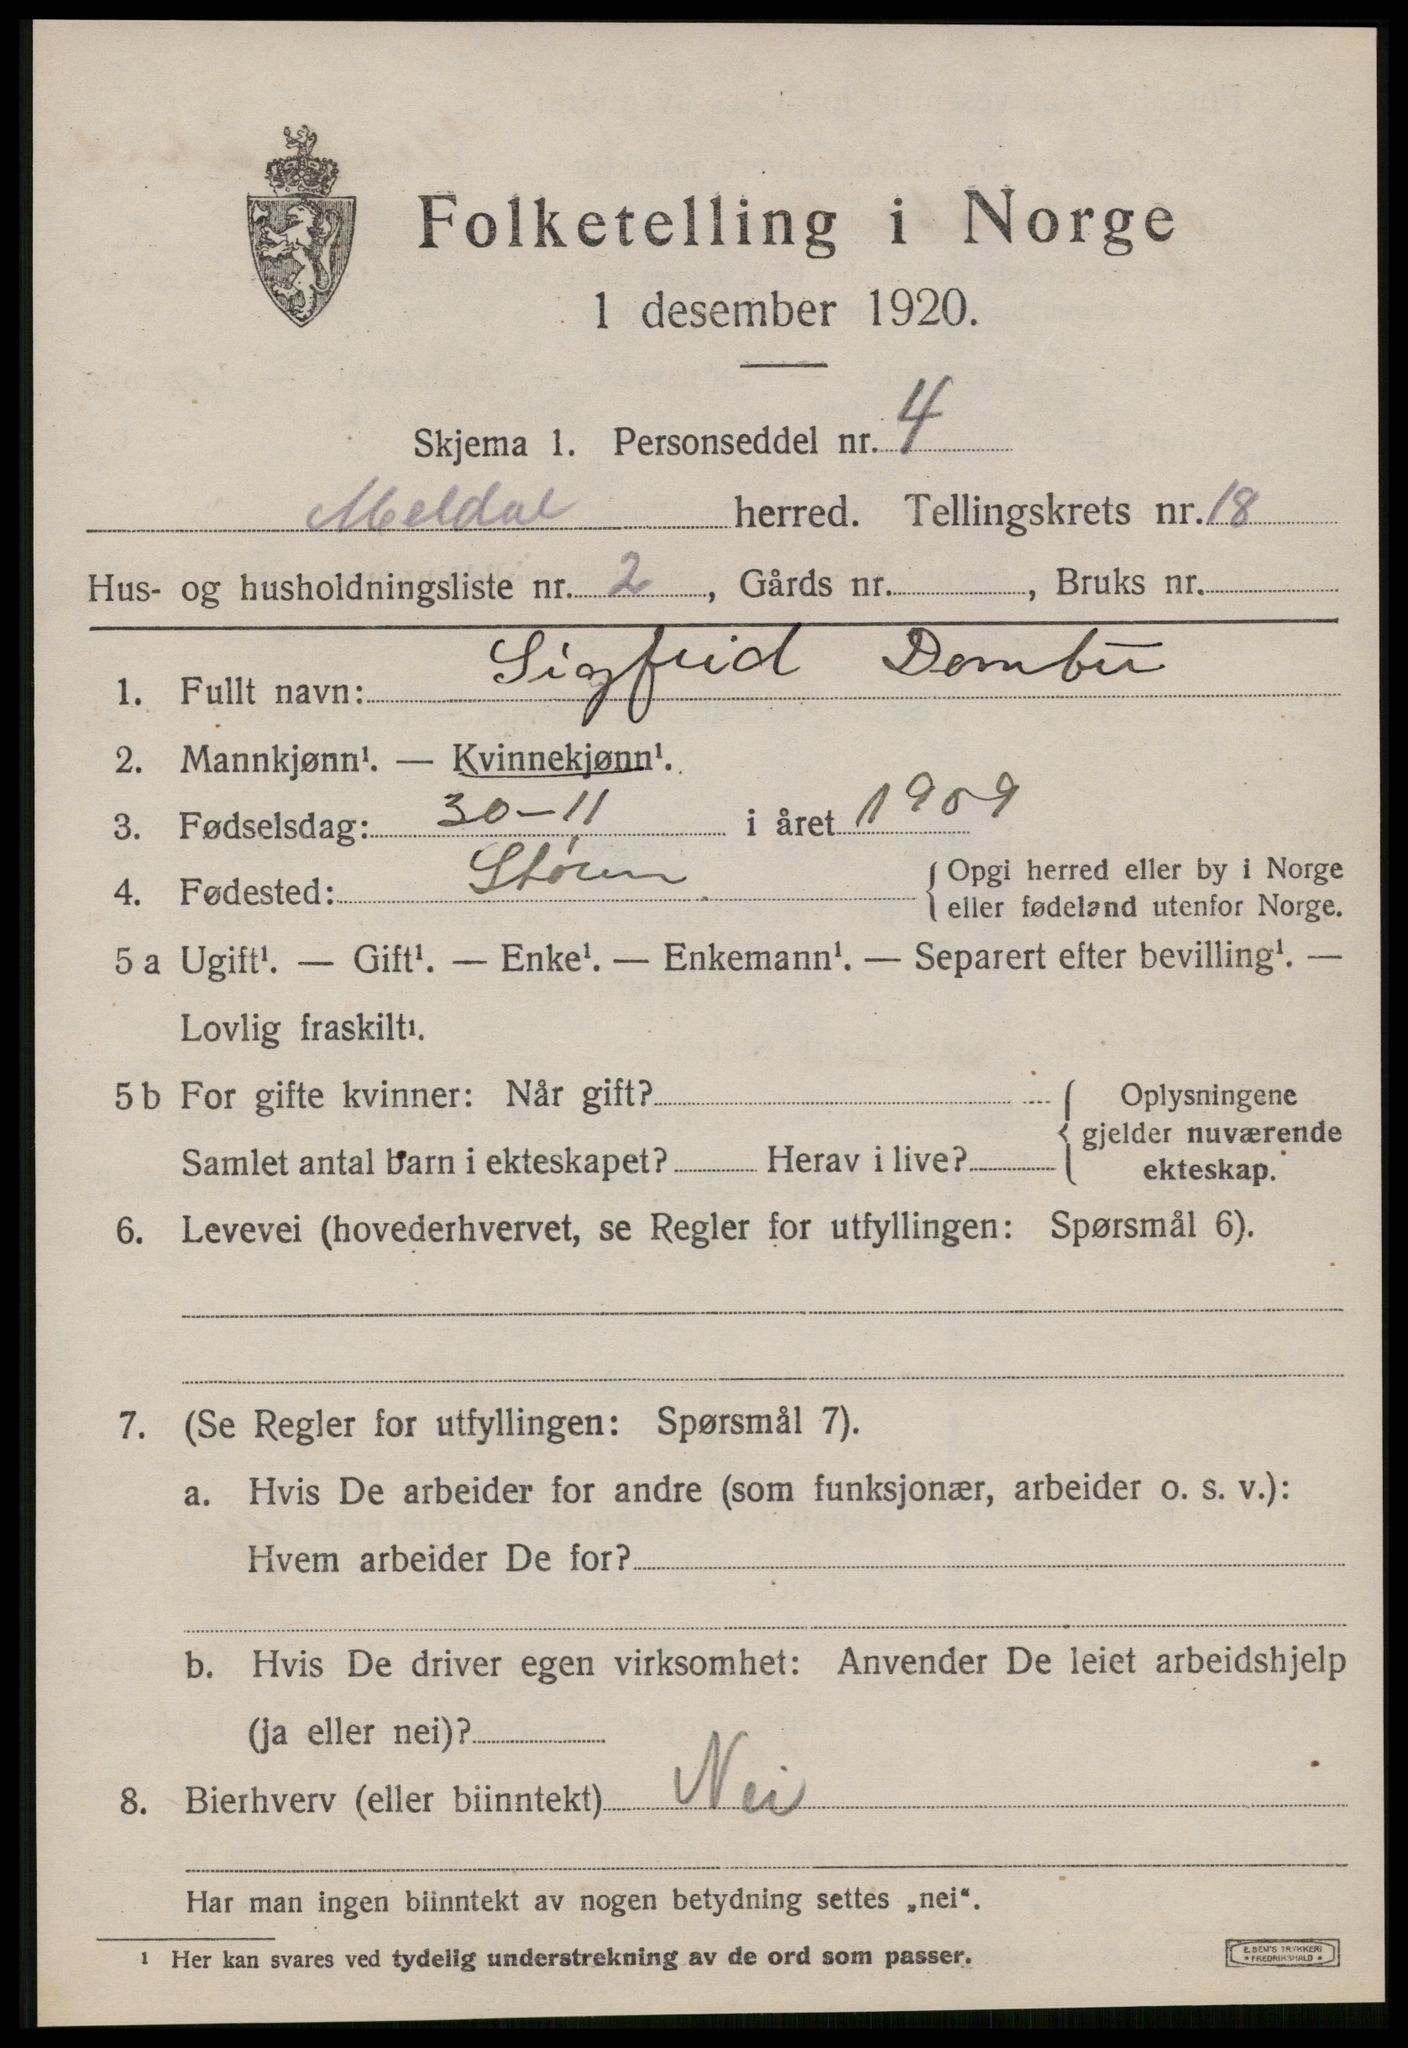 Folketelling i Norge
1 desember 1920.
Skjema 1. Personseddel nr. 4
Meldal herred. Tellingskrets nr. 18
Hus- og husholdningsliste nr. 2, Gårds nr. , Bruks nr.
1. Fullt navn: Sigfrid
2. Mannkjønn¹. — Kvinnekjønn¹.
3. Fødselsdag: 30-11 i året 1909
4. Fødested: Støren { Opgi herred eller by i Norge
eller fødeland utenfor Norge.
5 a Ugift¹. — Gift¹. — Enke¹. — Enkemann¹. — Separert efter bevilling¹. —
Lovlig fraskilt¹.
5 b For gifte kvinner: Når gift? { Oplysningene
gjelder nuværende
Samlet antal barn i ekteskapet? Herav i live?
ekteskap.
6. Levevei (hovederhvervet, se Regler for utfyllingen: Spørsmål 6).
7. (Se Regler for utfyllingen: Spørsmål 7).
a. Hvis De arbeider for andre (som funksjonær, arbeider o. s. v.):
Hvem arbeider De for?
b. Hvis De driver egen virksomhet: Anvender De leiet arbeidshjelp
(ja eller nei)?
8. Bierhverv (eller biinntekt) Nei
Har man ingen biinntekt av nogen betydning settes „nei“.
¹ Her kan svares ved tydelig understrekning av de ord som passer.
E. SEM'S TRYKKERI
• FREDRIKSHALD •